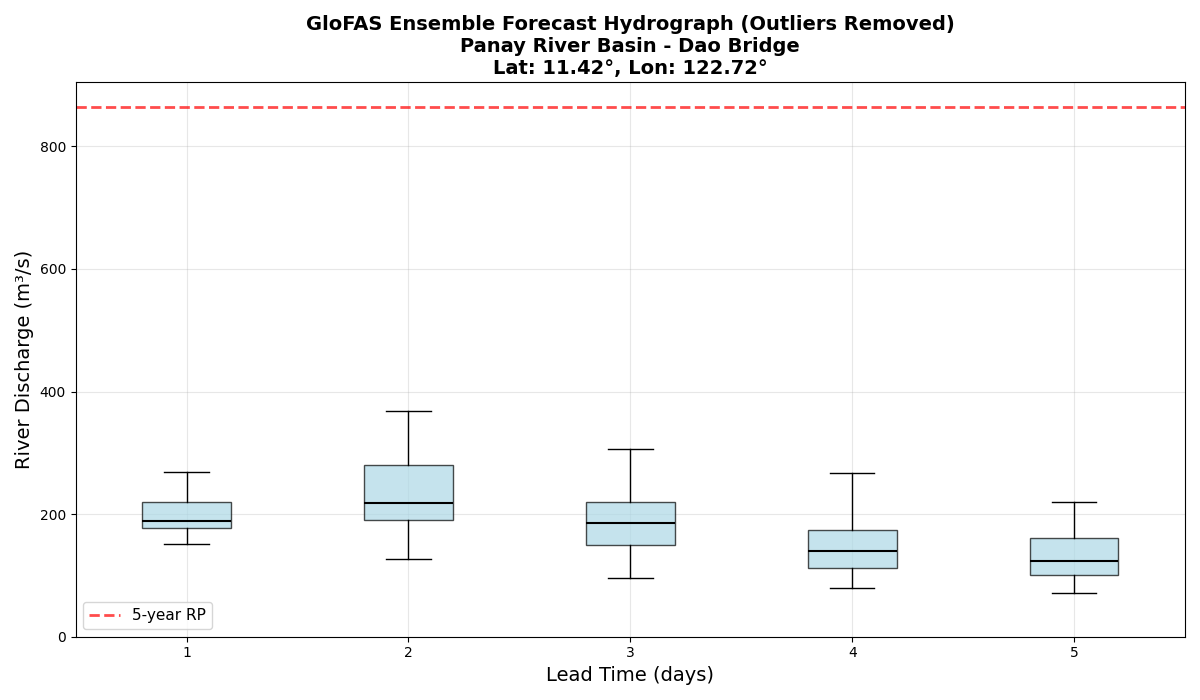 GloFAS Ensemble Forecast Hydrograph (Outliers Removed)
Panay River Basin - Dao Bridge
Lat: 11.42°, Lon: 122.72°
River Discharge (m³/s)
800
600
400
200
0
5-year RP
1 2 3 4 5
Lead Time (days)